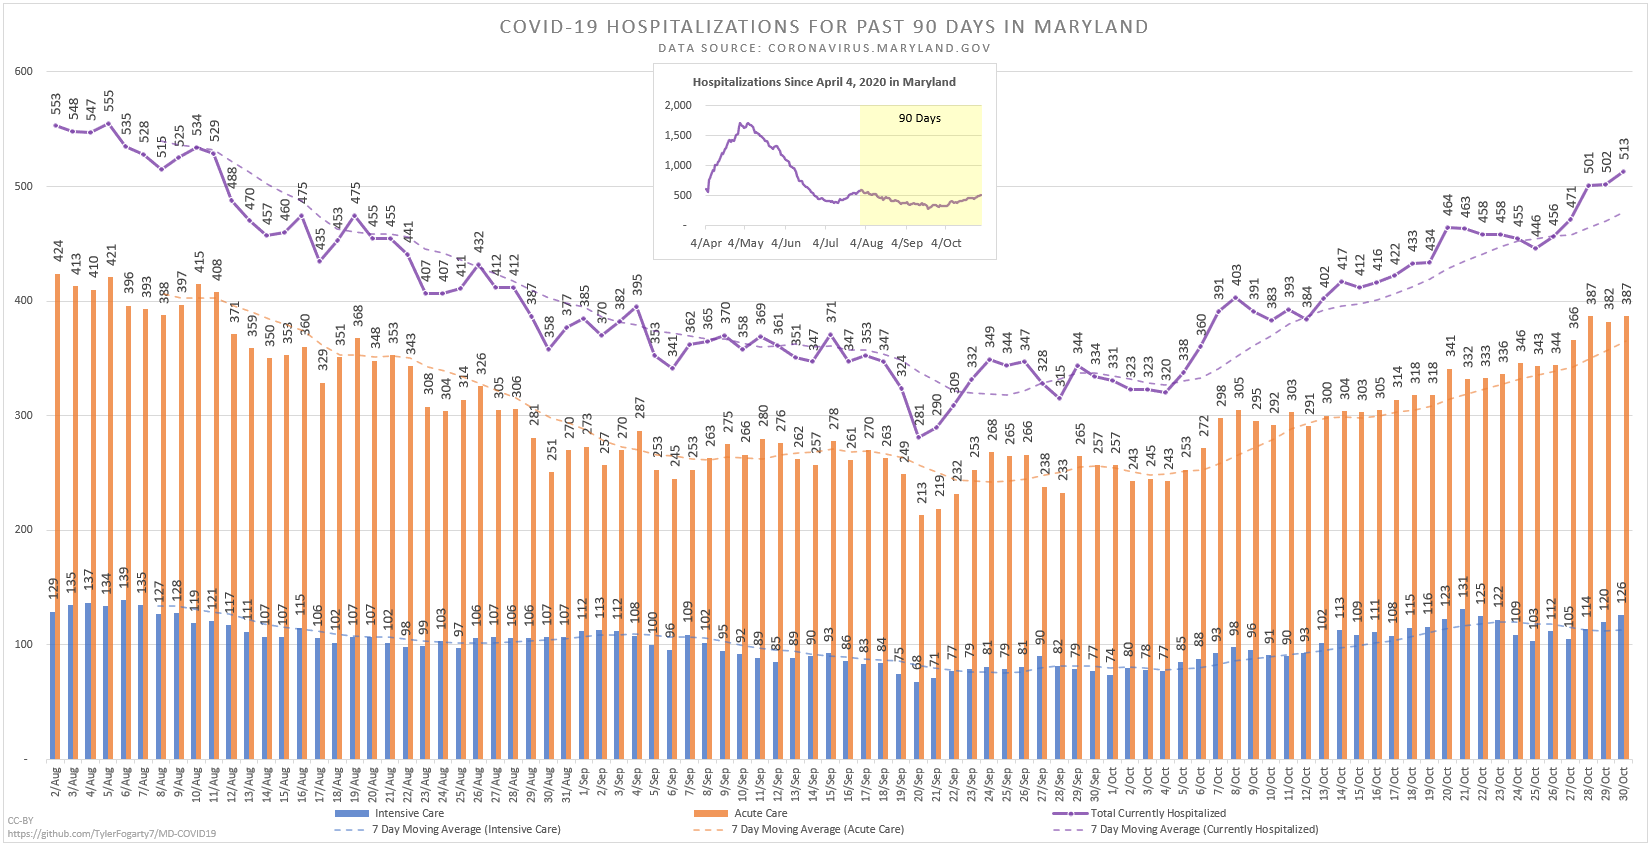 COVID-19 HOSPITALIZATIONS FOR PAST 90 DAYS IN MARYLAND
DATA SOURCE: CORONAVIRUS.MARYLAND.GOV
600
500
400
300
200
100
-
Hospitalizations Since April 4, 2020 in Maryland
90 Days
2,000
1,500
1,000
500
-
4/Apr 4/May 4/Jun 4/Jul 4/Aug 4/Sep 4/Oct
553 548 547 555 535 528 515 525 534 529 488 470 457 460 475 435 453 475 455 455 441 407 407 411 432 412 412 387 358 377 385 370 382 395 353 341 362 365 370 358 369 361 351 347 371 347 353 347 324 281 290 309 332 349 344 347 328 315 344 334 331 323 323 320 338 360 391 403 391 383 393 384 402 417 412 416 422 433 434 464 463 458 458 455 446 456 471 501 502 513
424 413 410 421 396 393 388 397 415 408 371 359 350 353 360 329 351 368 348 353 343 308 304 314 326 305 306 281 251 270 273 257 270 287 253 245 253 263 275 266 280 276 262 257 278 261 270 263 249 213 219 232 253 268 265 266 238 233 265 257 257 243 245 243 253 272 298 305 295 292 303 291 300 304 303 305 314 318 318 341 332 333 336 346 343 344 366 387 382 387
129 135 137 134 139 135 127 128 119 121 117 111 107 107 115 106 102 107 107 102 98 99 103 97 106 107 106 106 107 107 112 113 112 108 100 96 109 102 95 92 89 85 89 90 93 86 83 84 75 68 71 77 79 81 79 81 90 82 79 77 74 80 78 77 85 88 93 98 96 91 90 93 102 113 109 111 108 115 116 123 131 125 122 109 103 112 105 114 120 126
2/Aug 3/Aug 4/Aug 5/Aug 6/Aug 7/Aug 8/Aug 9/Aug 10/Aug 11/Aug 12/Aug 13/Aug 14/Aug 15/Aug 16/Aug 17/Aug 18/Aug 19/Aug 20/Aug 21/Aug 22/Aug 23/Aug 24/Aug 25/Aug 26/Aug 27/Aug 28/Aug 29/Aug 30/Aug 31/Aug 1/Sep 2/Sep 3/Sep 4/Sep 5/Sep 6/Sep 7/Sep 8/Sep 9/Sep 10/Sep 11/Sep 12/Sep 13/Sep 14/Sep 15/Sep 16/Sep 17/Sep 18/Sep 19/Sep 20/Sep 21/Sep 22/Sep 23/Sep 24/Sep 25/Sep 26/Sep 27/Sep 28/Sep 29/Sep 30/Sep 1/Oct 2/Oct 3/Oct 4/Oct 5/Oct 6/Oct 7/Oct 8/Oct 9/Oct 10/Oct 11/Oct 12/Oct 13/Oct 14/Oct 15/Oct 16/Oct 17/Oct 18/Oct 19/Oct 20/Oct 21/Oct 22/Oct 23/Oct 24/Oct 25/Oct 26/Oct 27/Oct 28/Oct 29/Oct 30/Oct
Intensive Care Acute Care Total Currently Hospitalized
7 Day Moving Average (Intensive Care) 7 Day Moving Average (Acute Care) 7 Day Moving Average (Currently Hospitalized)
CC-BY
https://github.com/TylerFogarty7/MD-COVID19